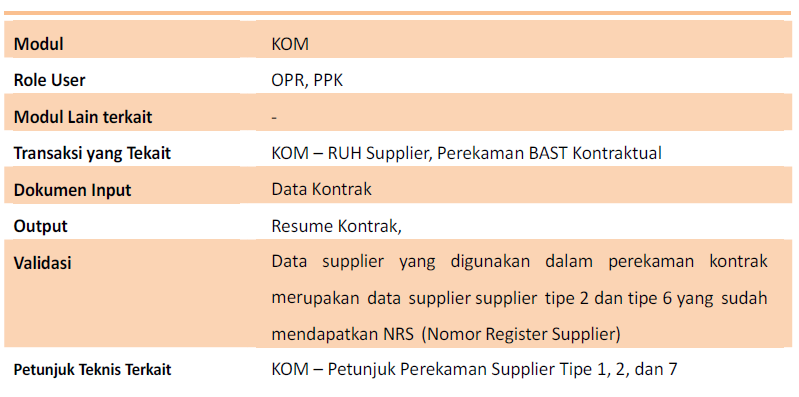 Modul KOM
Role User OPR, PPK
Modul Lain terkait -
Transaksi yang Tekait KOM – RUH Supplier, Perekaman BAST Kontraktual
Dokumen Input Data Kontrak
Output Resume Kontrak,
Validasi Data supplier yang digunakan dalam perekaman kontrak
merupakan data supplier supplier tipe 2 dan tipe 6 yang sudah
mendapatkan NRS (Nomor Register Supplier)
Petunjuk Teknis Terkait KOM – Petunjuk Perekaman Supplier Tipe 1, 2, dan 7